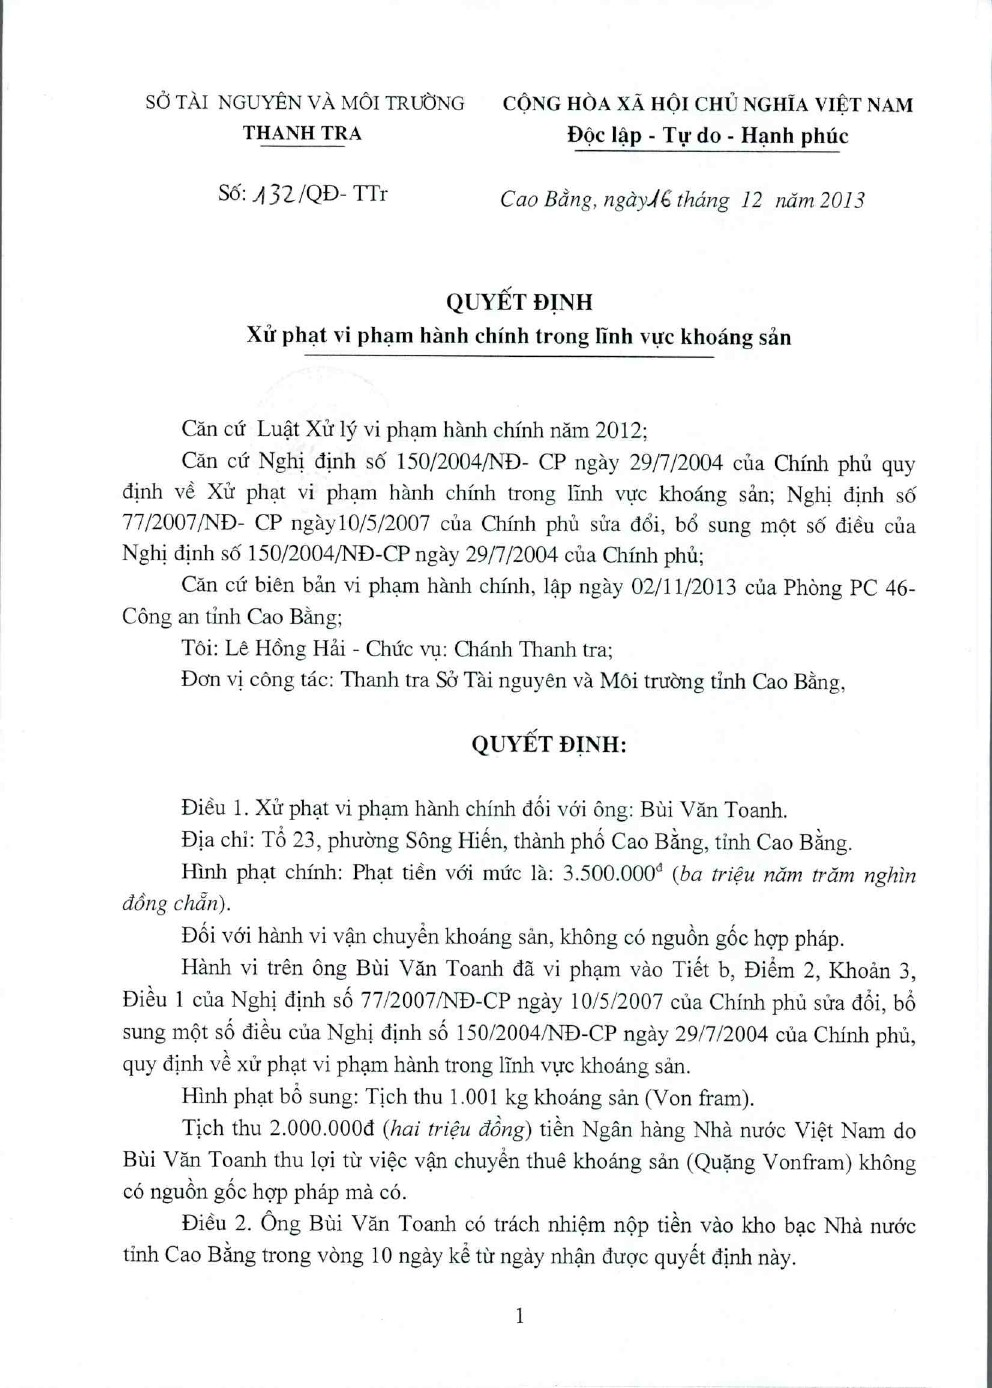 SỞ TÀI NGUYÊN VÀ MÔI TRƯỜNG
THANH TRA
Số: 132/QĐ- TTr
CỘNG HÒA XÃ HỘI CHỦ NGHĨA VIỆT NAM
Độc lập - Tự do - Hạnh phúc
Cao Bằng, ngày 16 tháng 12 năm 2013
QUYẾT ĐỊNH
Xử phạt vi phạm hành chính trong lĩnh vực khoáng sản
Căn cứ Luật Xử lý vi phạm hành chính năm 2012;
Căn cứ Nghị định số 150/2004/NĐ- CP ngày 29/7/2004 của Chính phủ quy
định về Xử phạt vi phạm hành chính trong lĩnh vực khoáng sản; Nghị định số
77/2007/NĐ- CP ngày10/5/2007 của Chính phủ sửa đổi, bổ sung một số điều của
Nghị định số 150/2004/NĐ-CP ngày 29/7/2004 của Chính phủ;
Căn cứ biên bản vi phạm hành chính, lập ngày 02/11/2013 của Phòng PC 46-
Công an tỉnh Cao Bằng;
Tôi: Lê Hồng Hải - Chức vụ: Chánh Thanh tra;
Đơn vị công tác: Thanh tra Sở Tài nguyên và Môi trường tỉnh Cao Bằng,
QUYẾT ĐỊNH:
Điều 1. Xử phạt vi phạm hành chính đối với ông: Bùi Văn Toanh.
Địa chỉ: Tổ 23, phường Sông Hiến, thành phố Cao Bằng, tỉnh Cao Bằng.
Hình phạt chính: Phạt tiền với mức là: 3.500.000đ (ba triệu năm trăm nghìn
đồng chẵn).
Đối với hành vi vận chuyển khoáng sản, không có nguồn gốc hợp pháp.
Hành vi trên ông Bùi Văn Toanh đã vi phạm vào Tiết b, Điểm 2, Khoản 3,
Điều 1 của Nghị định số 77/2007/NĐ-CP ngày 10/5/2007 của Chính phủ sửa đổi, bổ
sung một số điều của Nghị định số 150/2004/NĐ-CP ngày 29/7/2004 của Chính phủ,
quy định về xử phạt vi phạm hành trong lĩnh vực khoáng sản.
Hình phạt bổ sung: Tịch thu 1.001 kg khoáng sản (Von fram).
Tịch thu 2.000.000đ (hai triệu đồng) tiền Ngân hàng Nhà nước Việt Nam do
Bùi Văn Toanh thu lợi từ việc vận chuyển thuê khoáng sản (Quặng Vonfram) không
có nguồn gốc hợp pháp mà có.
Điều 2. Ông Bùi Văn Toanh có trách nhiệm nộp tiền vào kho bạc Nhà nước
tỉnh Cao Bằng trong vòng 10 ngày kể từ ngày nhận được quyết định này.
1